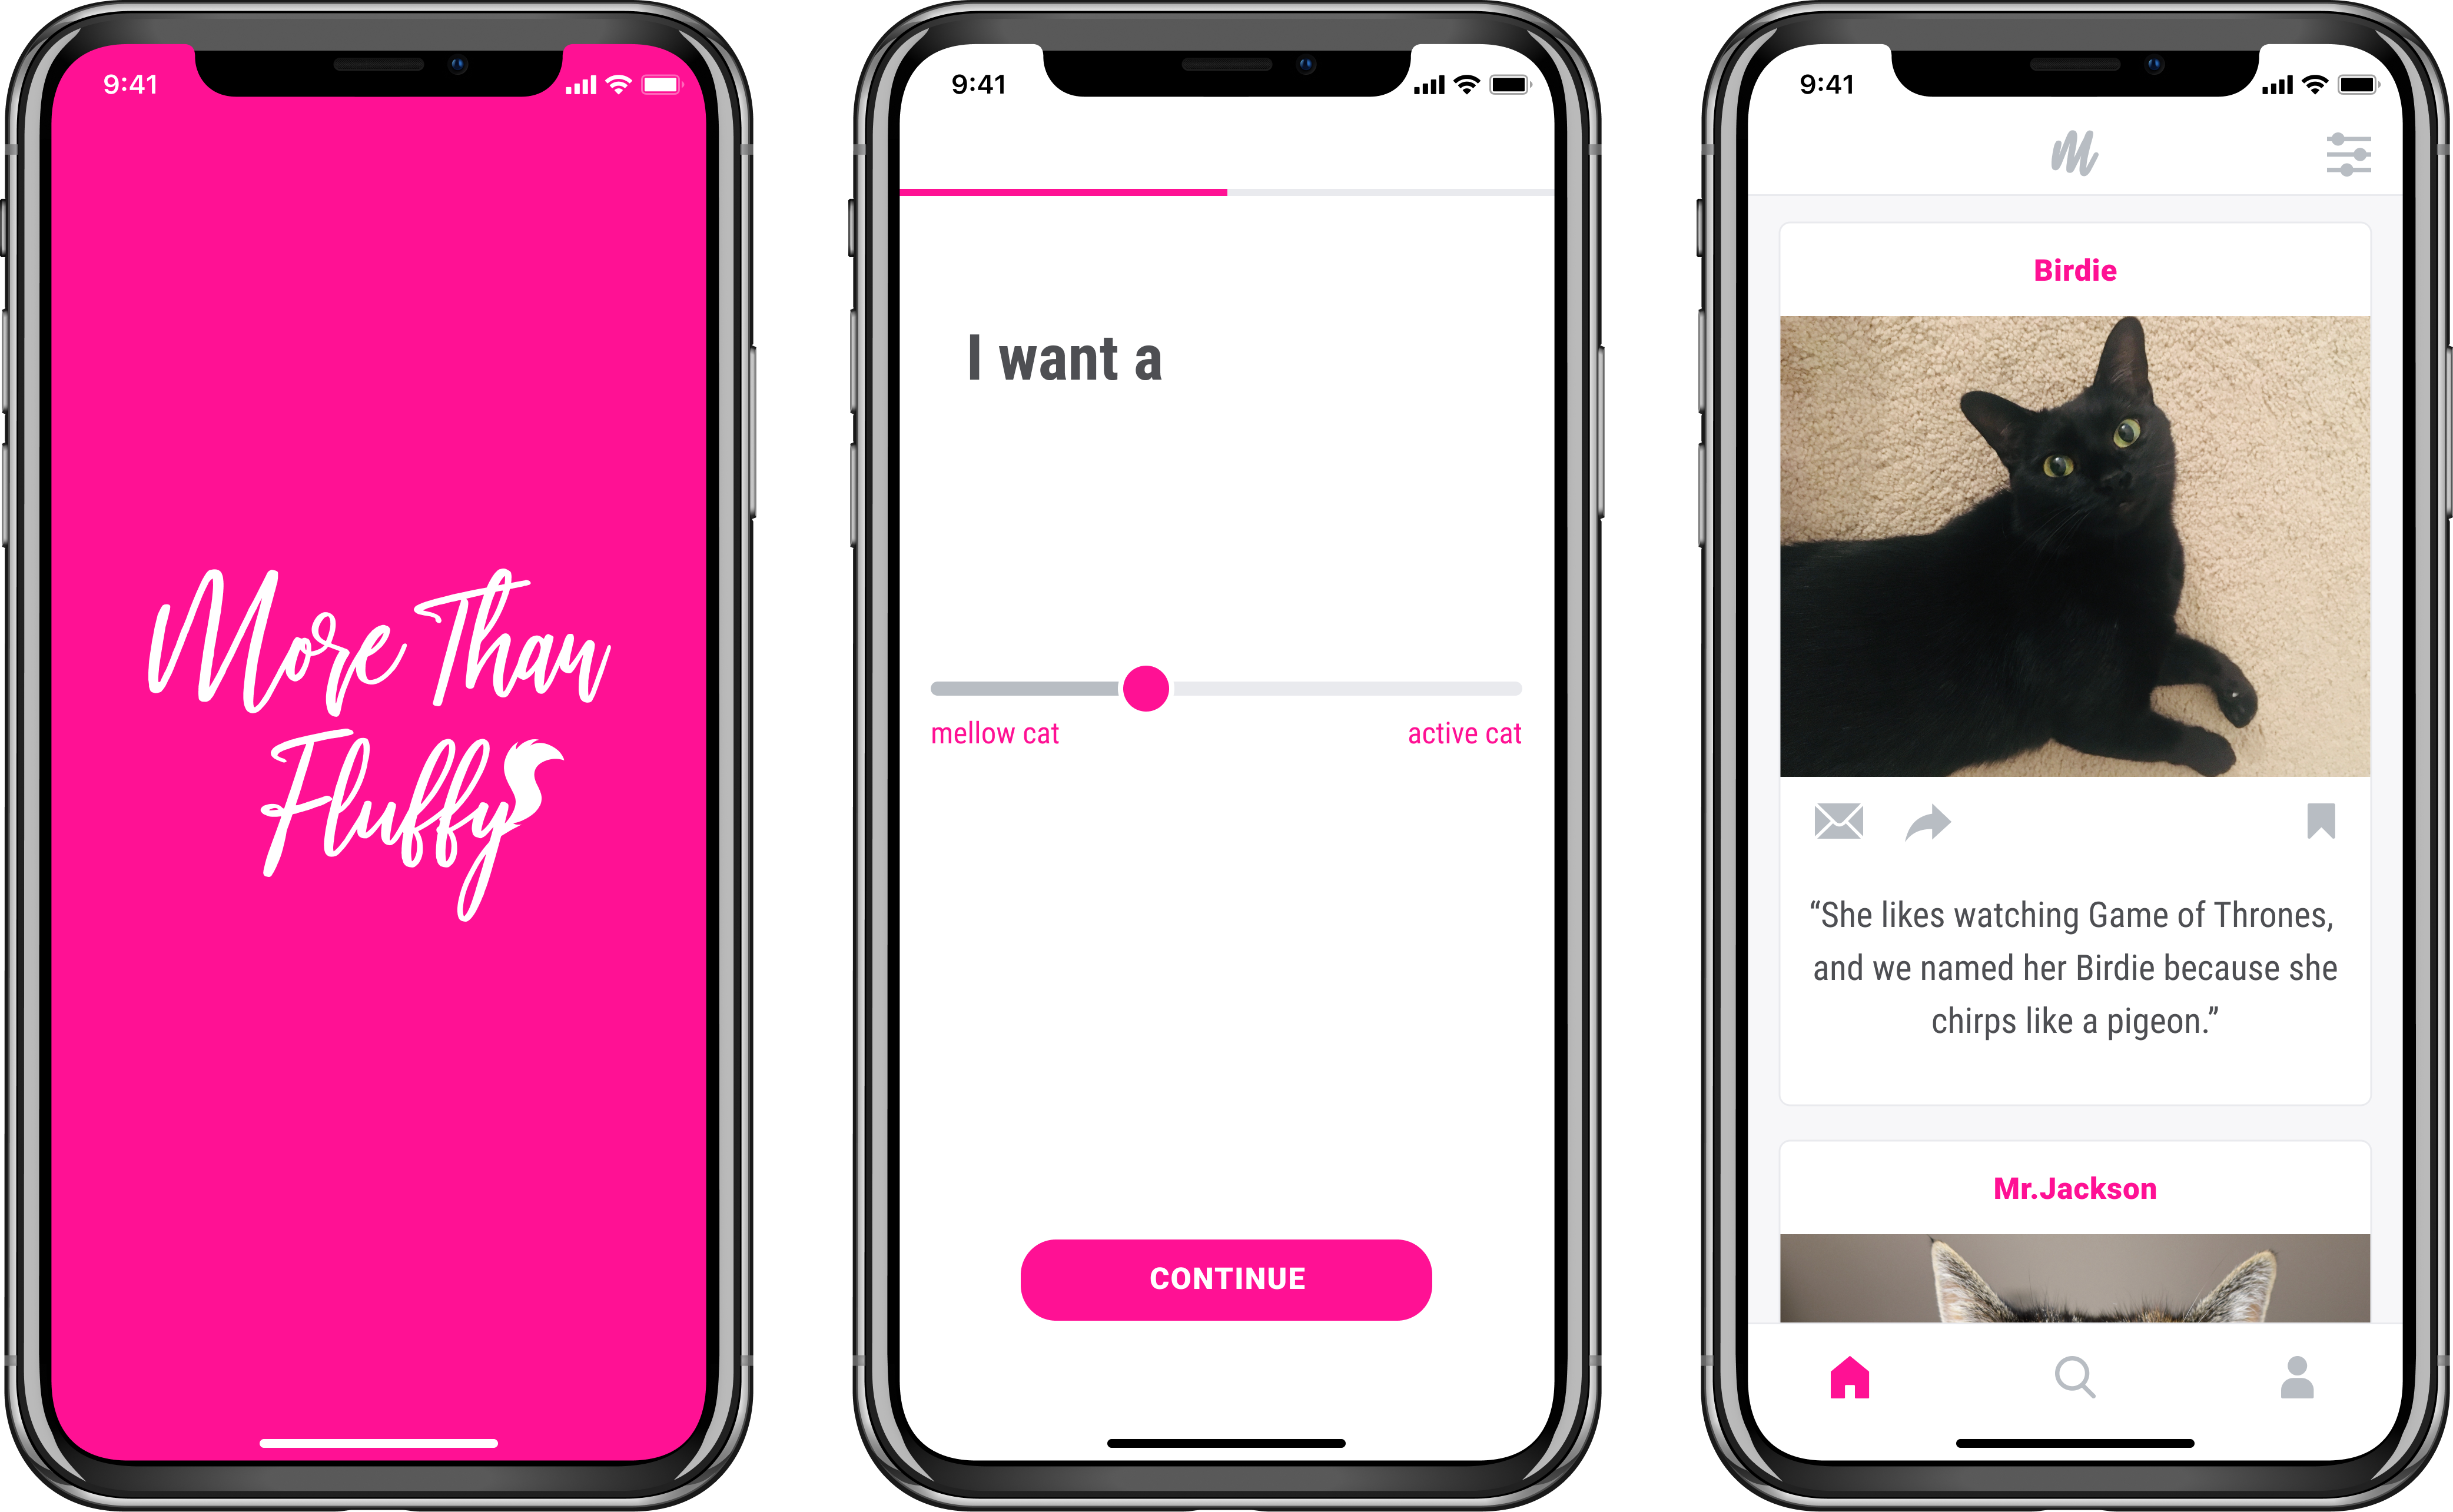 9:41
More Than
Fluffy
9:41
I want a
mellow cat
active cat
CONTINUE
9:41
M
Birdie
“She likes watching Game of Thrones,
and we named her Birdie because she
chirps like a pigeon.”
Mr.Jackson